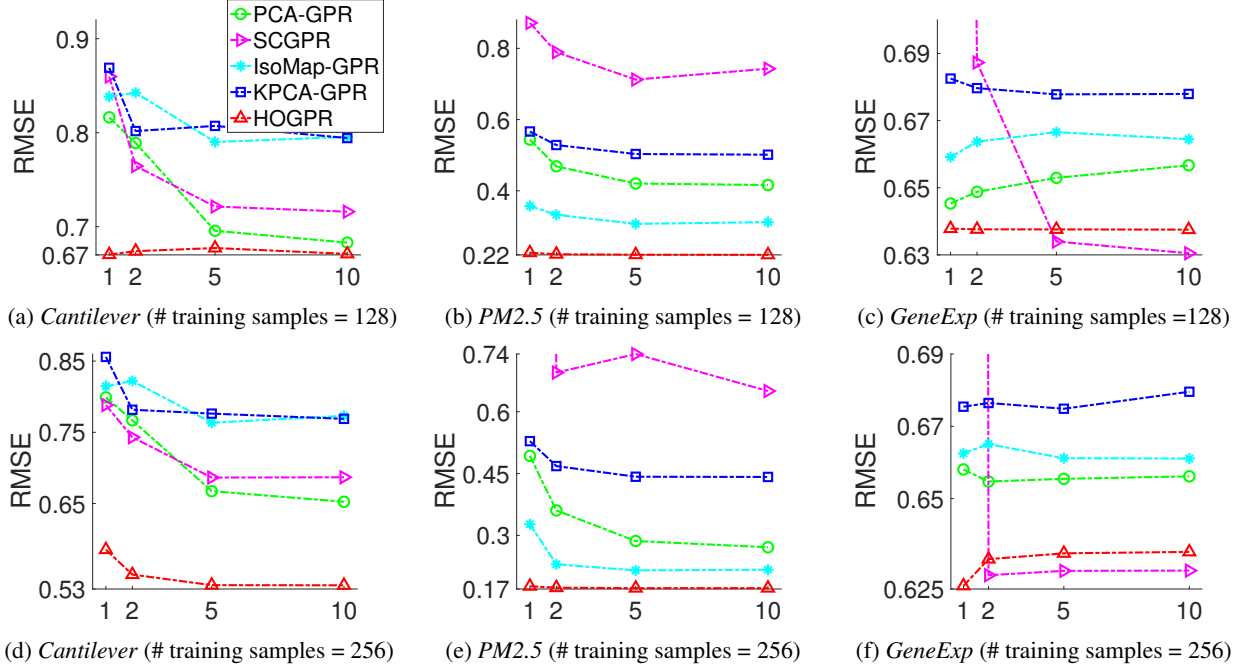 PCA-GPR
SCGPR
IsoMap-GPR
KPCA-GPR
HOGPR
RMSE
0.9
0.8
0.7
0.67
1 2 5 10
(a) Cantilever (# training samples = 128)
RMSE
0.8
0.6
0.4
0.22
1 2 5 10
(b) PM2.5 (# training samples = 128)
RMSE
0.69
0.67
0.65
0.63
1 2 5 10
(c) GeneExp (# training samples =128)
RMSE
0.85
0.75
0.65
0.53
1 2 5 10
(d) Cantilever (# training samples = 256)
RMSE
0.74
0.6
0.45
0.3
0.17
1 2 5 10
(e) PM2.5 (# training samples = 256)
RMSE
0.69
0.67
0.65
0.625
1 2 5 10
(f) GeneExp (# training samples = 256)